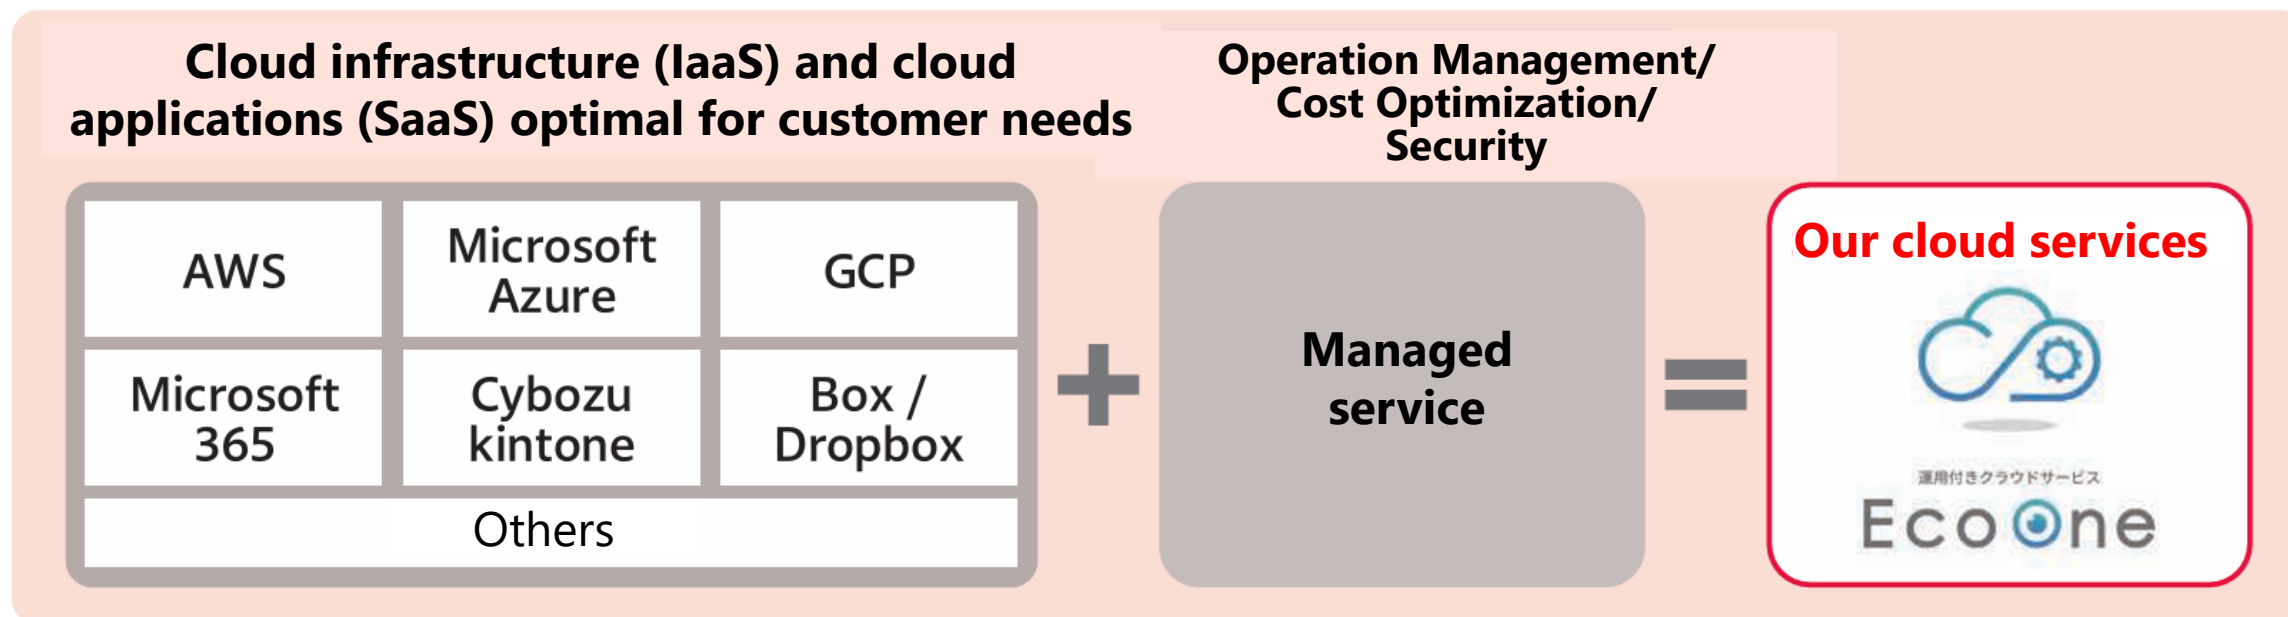 Cloud infrastructure (IaaS) and cloud
applications (SaaS) optimal for customer needs
Operation Management/
Cost Optimization/
Security
AWS
Microsoft
Azure
GCP
Microsoft
365
Cybozu
kintone
Box /
Dropbox
Others
+
Managed
service
=
Our cloud services
運用付きクラウドサービス
EcoOne